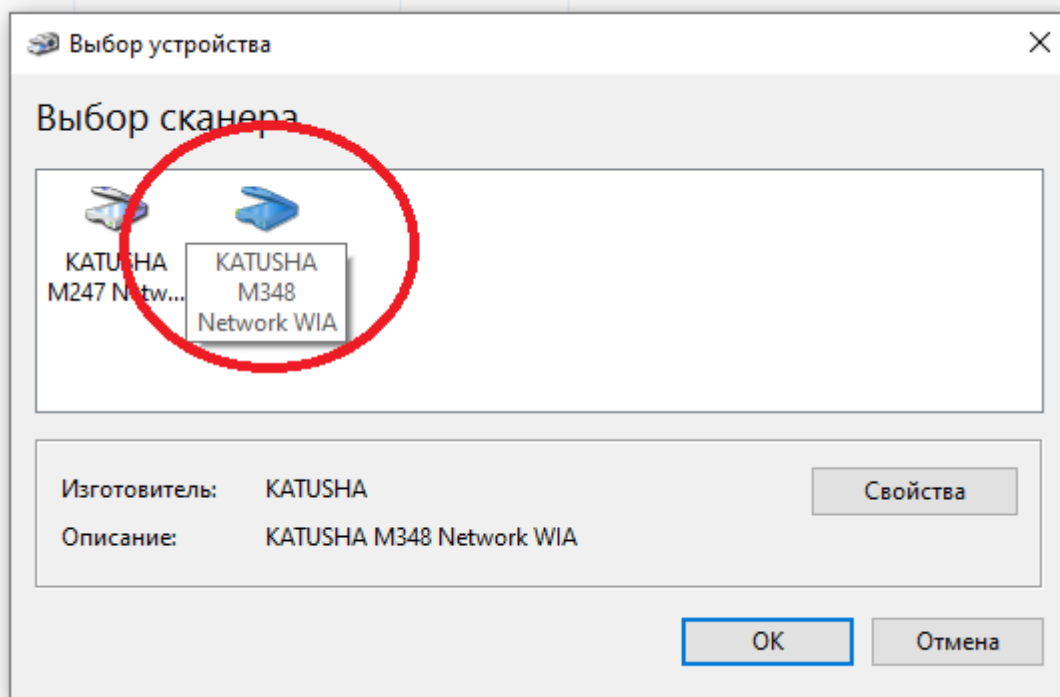 Выбор устройства
Выбор сканера
KATUSHA
M247 Netw...
KATUSHA
M348
Network WIA
Изготовитель: KATUSHA
Свойства
Описание: KATUSHA M348 Network WIA
OK
Отмена